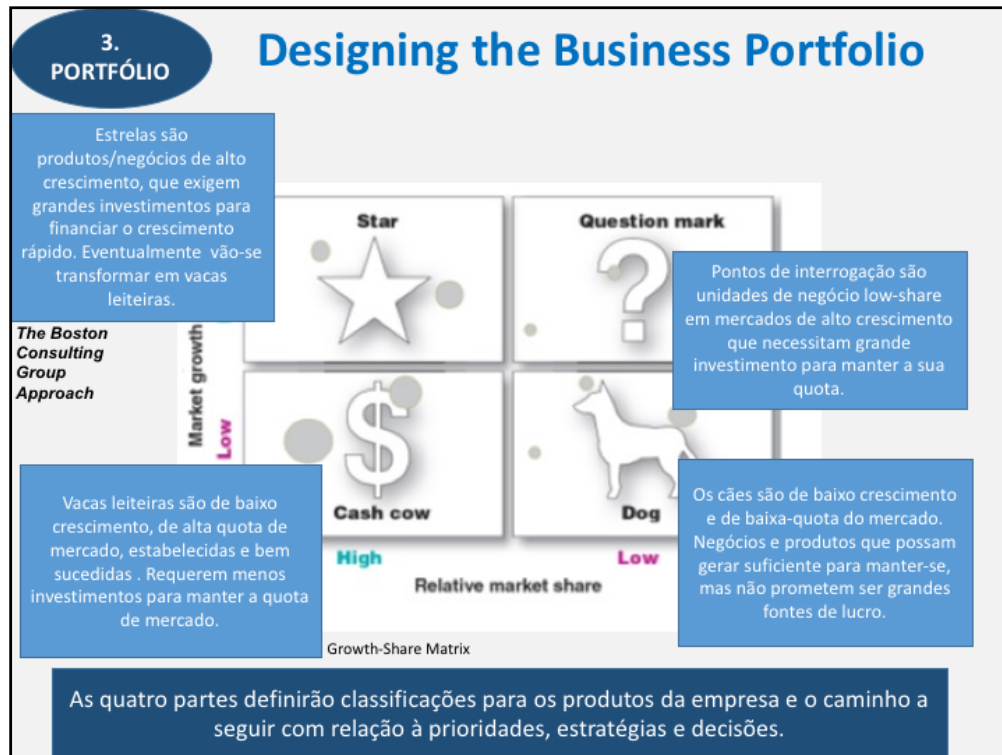 3.
PORTFÓLIO
Designing the Business Portfolio
Estrelas são
produtos/negócios de alto
crescimento, que exigem
grandes investimentos para
financiar o crescimento
rápido. Eventualmente vão-se
transformar em vacas
leiteiras.
The Boston
Consulting
Group
Approach
Star
Question mark
?
Pontos de interrogação são
unidades de negócio low-share
em mercados de alto crescimento
que necessitam grande
investimento para manter a sua
quota.
Market growth
Low
$
Cash cow
Dog
Vacas leiteiras são de baixo
crescimento, de alta quota de
mercado, estabelecidas e bem
sucedidas . Requerem menos
investimentos para manter a quota
de mercado.
Os cães são de baixo crescimento
e de baixa-quota do mercado.
Negócios e produtos que possam
gerar suficiente para manter-se,
mas não prometem ser grandes
fontes de lucro.
High
Low
Relative market share
Growth-Share Matrix
As quatro partes definirão classificações para os produtos da empresa e o caminho a
seguir com relação à prioridades, estratégias e decisões.